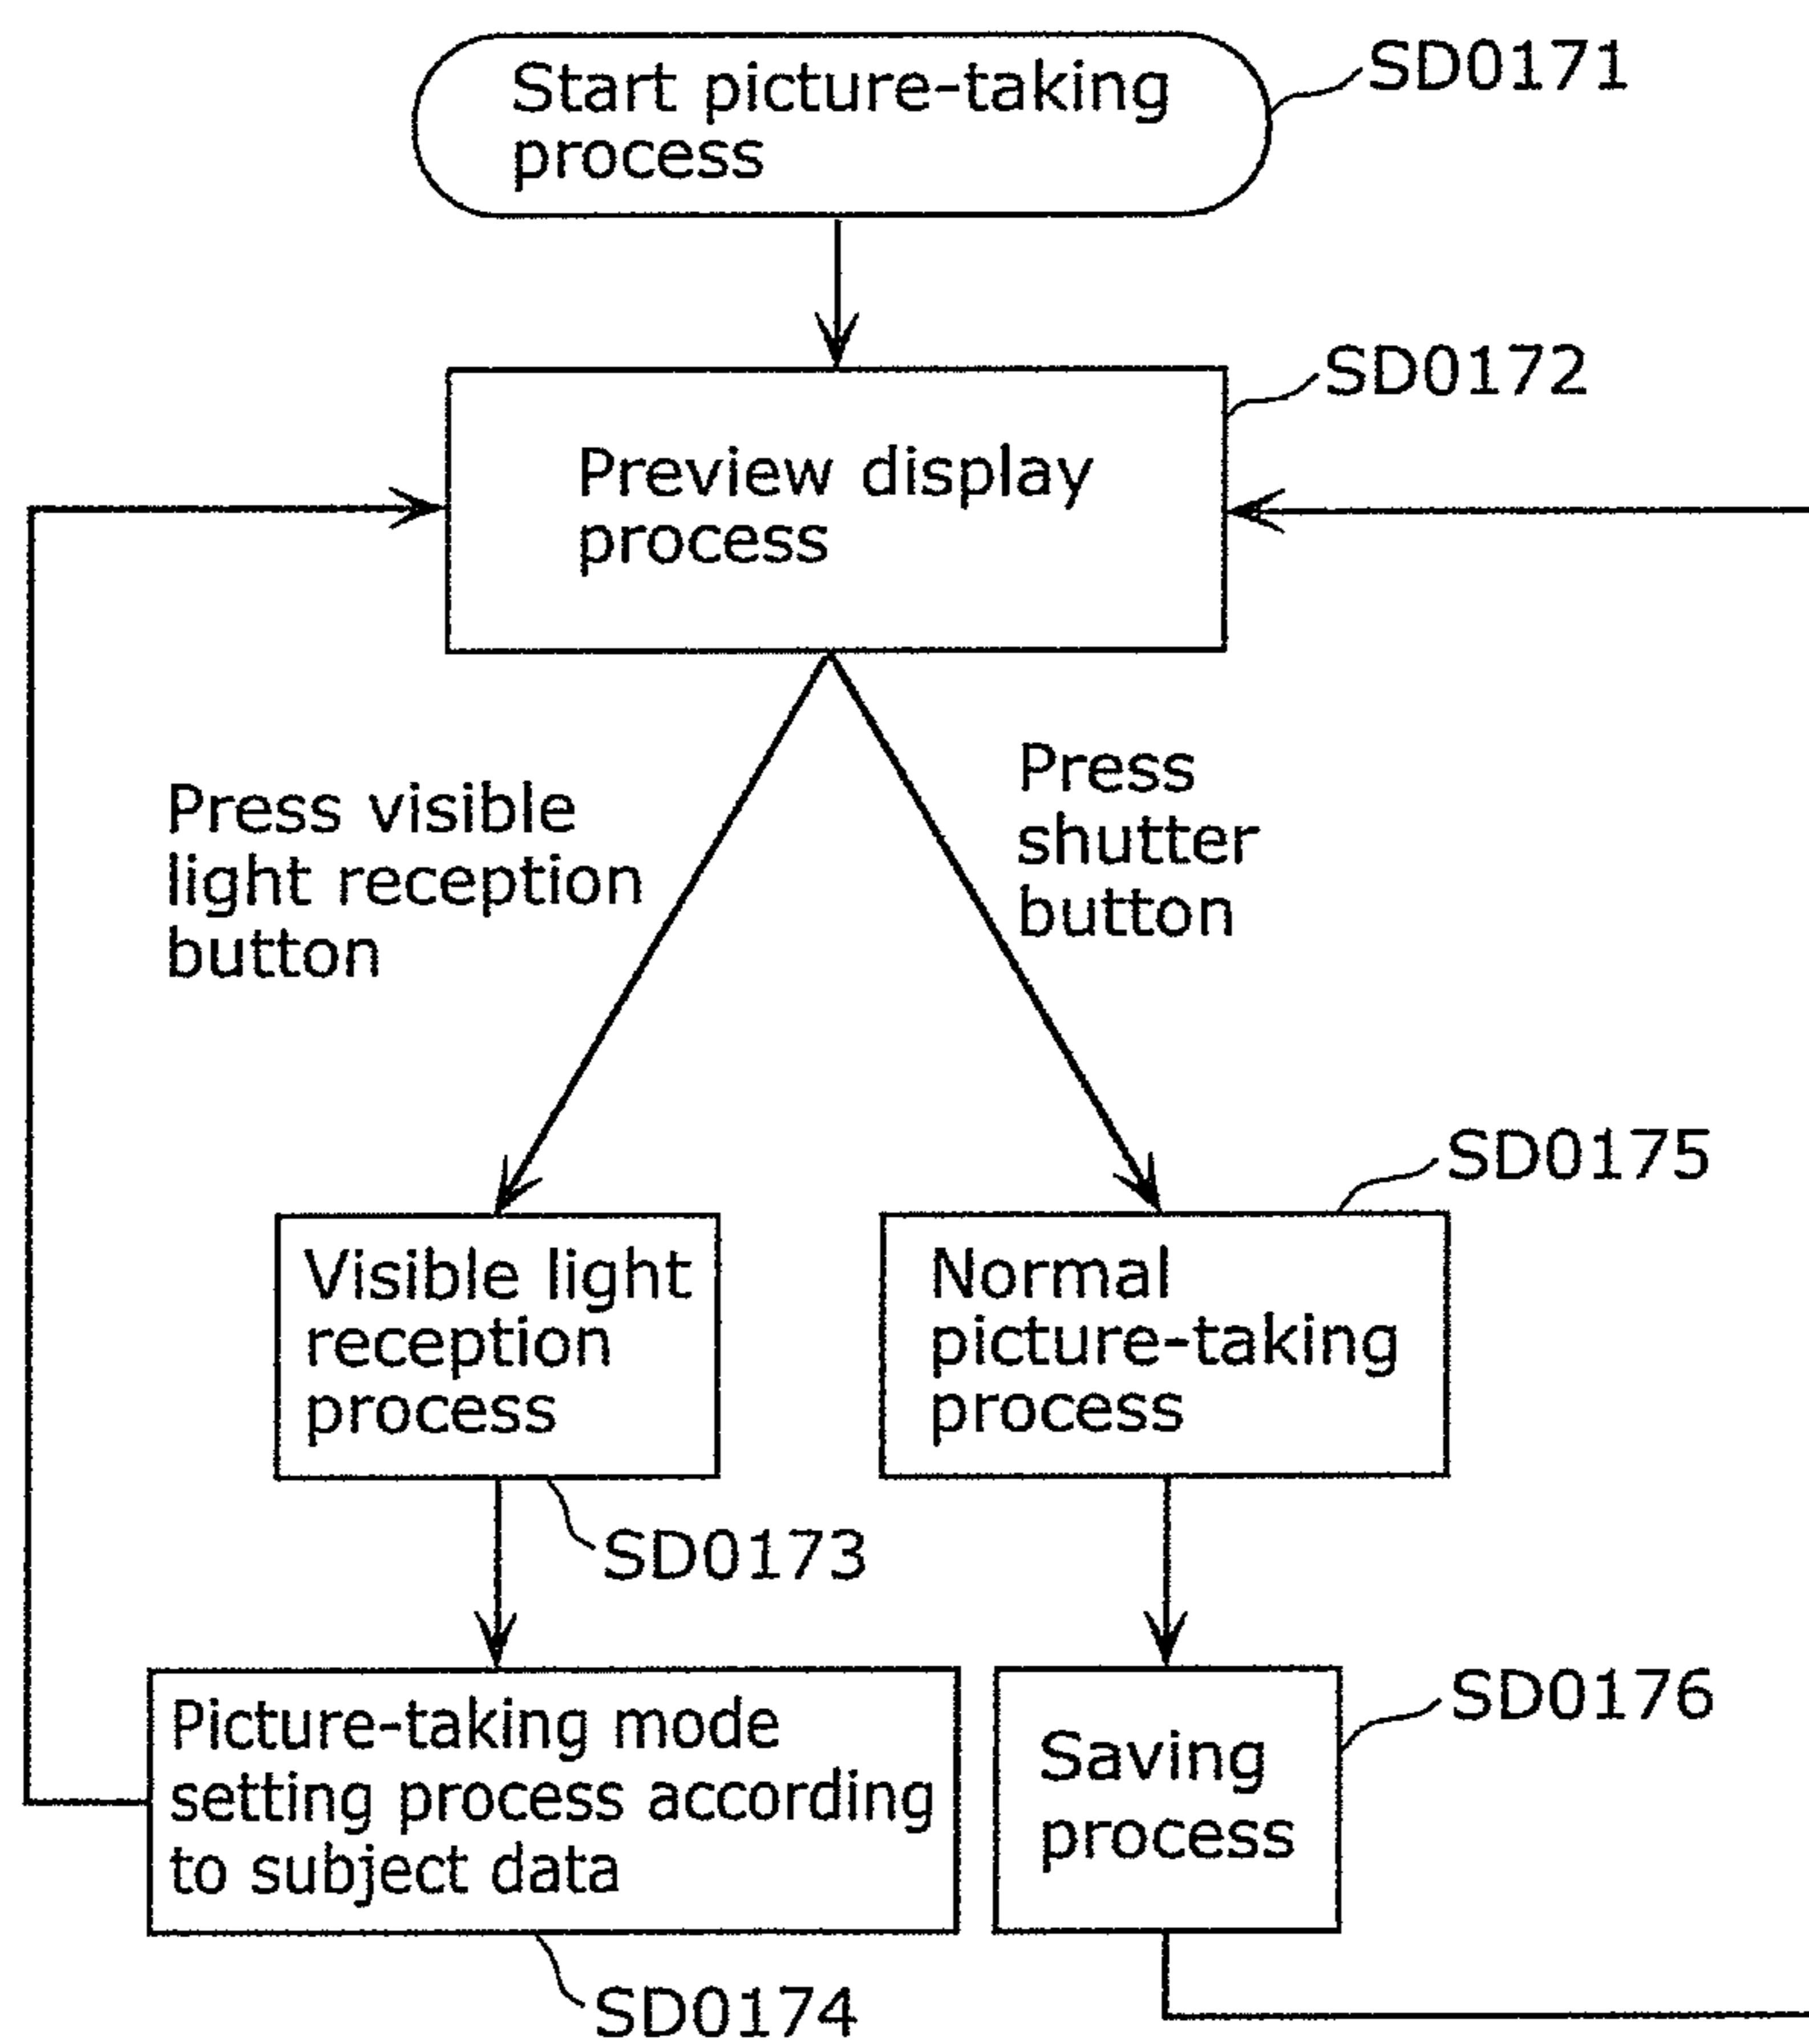 Start picture-taking
process
SD0171
SD0172
Preview display
process
Press visible
light reception
button
Press
shutter
button
SD0175
Visible light
reception
process
Normal
picture-taking
process
SD0173
Picture-taking mode
setting process according
to subject data
SD0176
Saving
process
SD0174